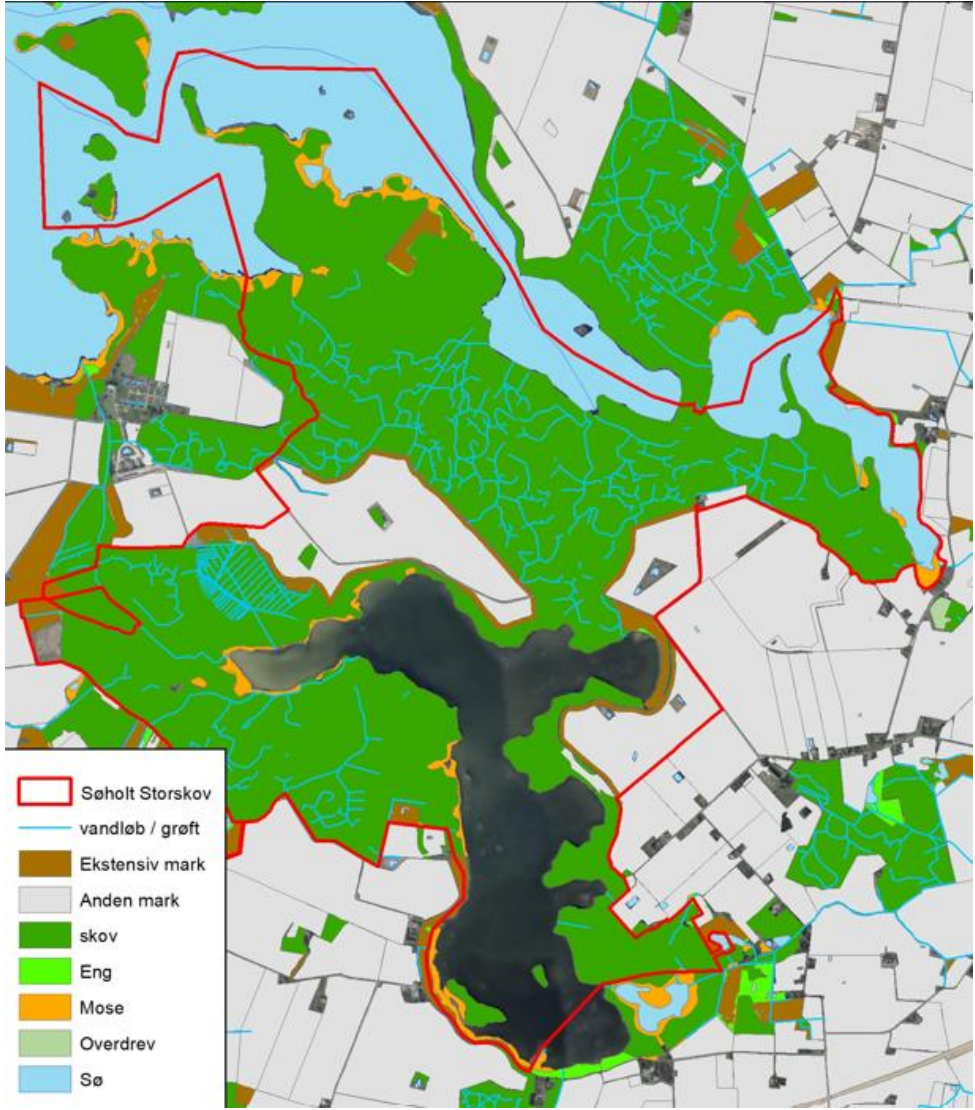 Søholt Storskov
vandløb / grøft
Ekstensiv mark
Anden mark
skov
Eng
Mose
Overdrev
Sø